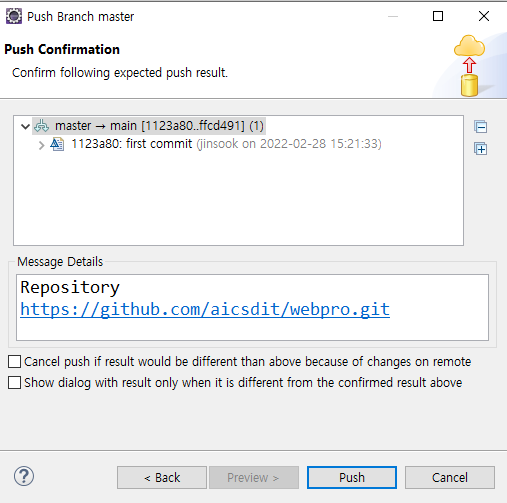 Push Branch master
Push Confirmation
Confirm following expected push result.
master → main [1123a80..ffcd491] (1)
1123a80: first commit (jinsook on 2022-02-28 15:21:33)
Message Details
Repository
https://github.com/aicsdit/webpro.git
Cancel push if result would be different than above because of changes on remote
Show dialog with result only when it is different from the confirmed result above
< Back Preview > Push Cancel